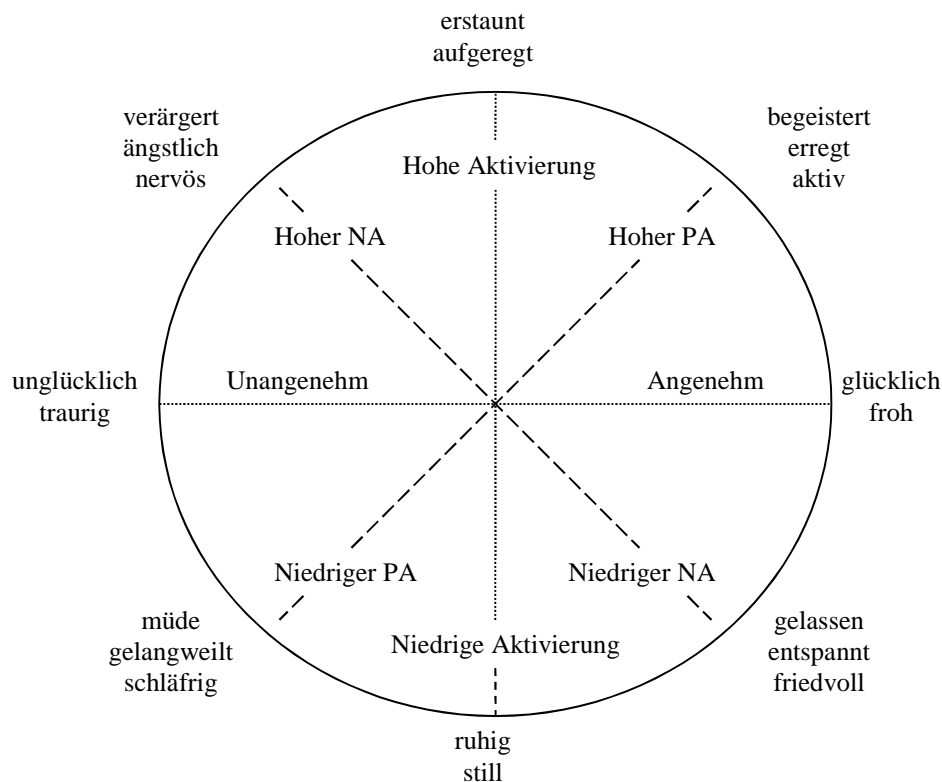 erstaunt
aufgeregt
verärgert
ängstlich
nervös
begeistert
erregt
aktiv
Hohe Aktivierung
Hoher NA
Hoher PA
unglücklich
traurig
Unangenehm
Angenehm
glücklich
froh
Niedriger PA
Niedriger NA
müde
gelangweilt
schläfrig
Niedrige Aktivierung
gelassen
entspannt
friedvoll
ruhig
still